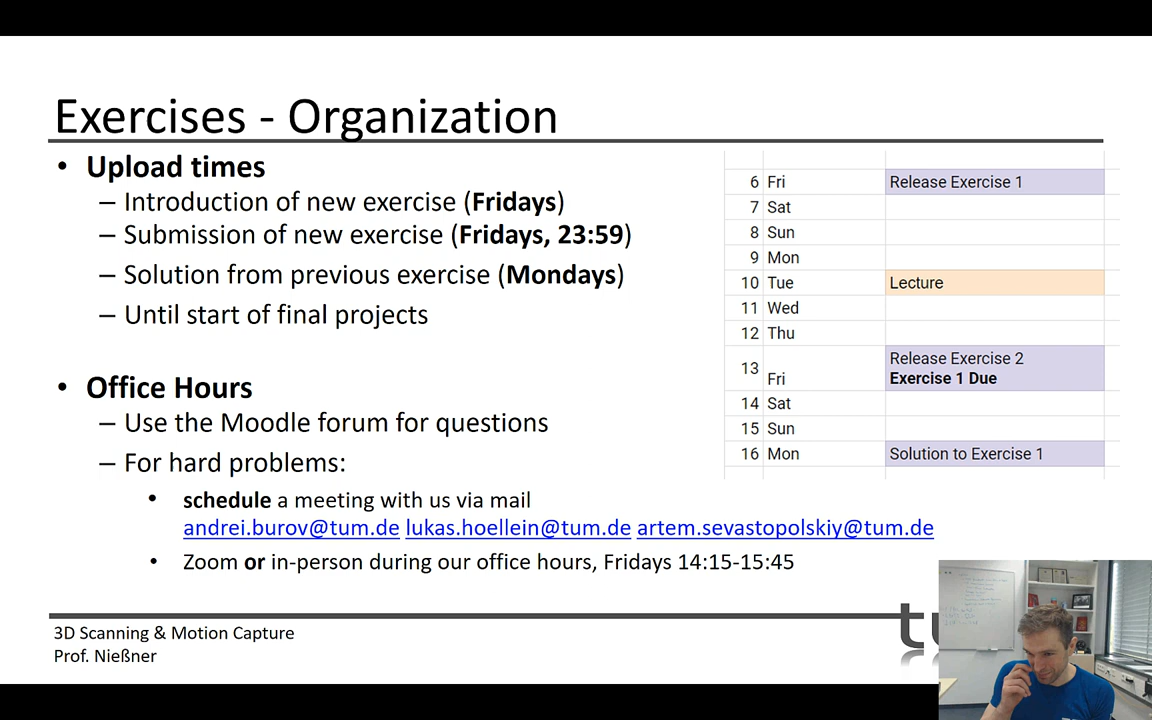 Exercises - Organization
• Upload times
– Introduction of new exercise (Fridays)
– Submission of new exercise (Fridays, 23:59)
– Solution from previous exercise (Mondays)
– Until start of final projects
• Office Hours
– Use the Moodle forum for questions
– For hard problems:
• schedule a meeting with us via mail
andrei.burov@tum.de lukas.hoellein@tum.de artem.sevastopolskiy@tum.de
• Zoom or in-person during our office hours, Fridays 14:15-15:45
6 Fri Release Exercise 1
7 Sat
8 Sun
9 Mon
10 Tue Lecture
11 Wed
12 Thu
13 Fri Release Exercise 2
Exercise 1 Due
14 Sat
15 Sun
16 Mon Solution to Exercise 1
3D Scanning & Motion Capture
Prof. Nießner